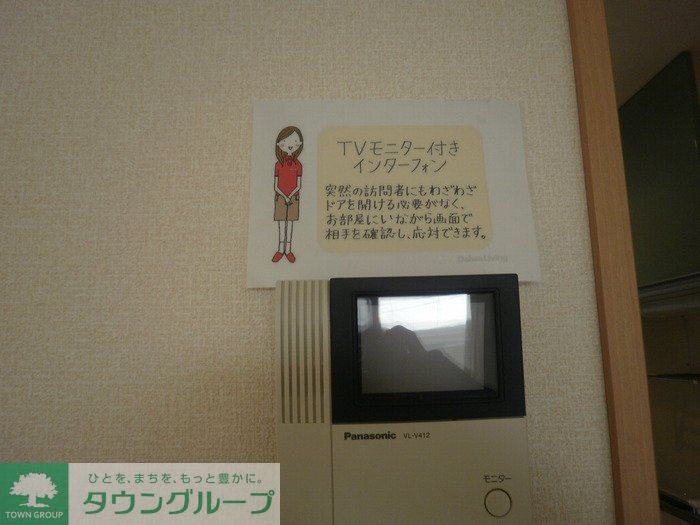 TVモニター付き
インターフォン
突然の訪問者にもわざわざ
ドアを開ける必要がなく、
お部屋にいながら画面で
相手を確認し、応対できます。
Daiwa Living
Panasonic VL-V412
モニター
ひとを、まちを、もっと豊かに。
タウングループ
TOWN GROUP